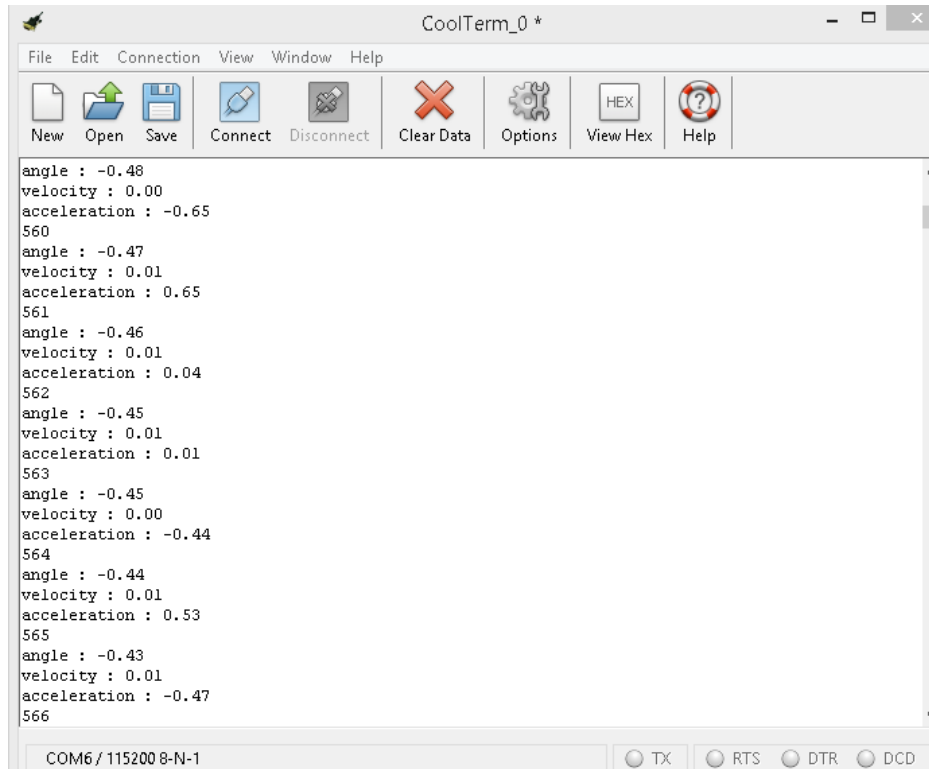 CoolTerm_0 *
File Edit Connection View Window Help
New Open Save Connect Disconnect Clear Data Options HEX View Hex Help
angle : -0.48
velocity : 0.00
acceleration : -0.65
560
angle : -0.47
velocity : 0.01
acceleration : 0.65
561
angle : -0.46
velocity : 0.01
acceleration : 0.04
562
angle : -0.45
velocity : 0.01
acceleration : 0.01
563
angle : -0.45
velocity : 0.00
acceleration : -0.44
564
angle : -0.44
velocity : 0.01
acceleration : 0.53
565
angle : -0.43
velocity : 0.01
acceleration : -0.47
566
COM6 / 115200 8-N-1 TX RTS DTR DCD